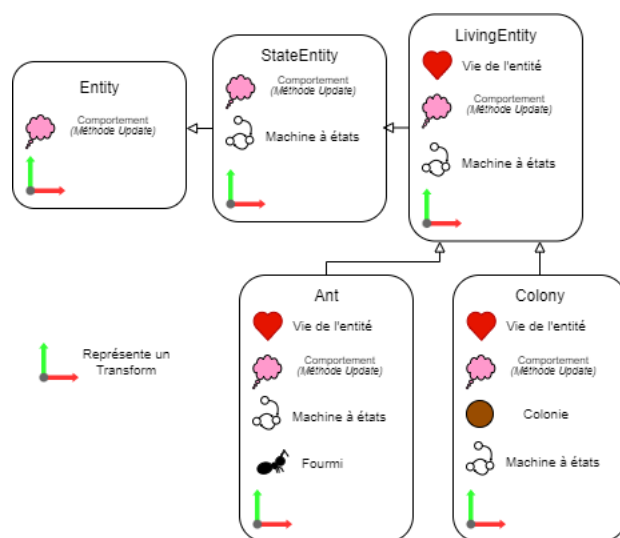 Entity
Comportement
(Méthode Update)
StateEntity
Comportement
(Méthode Update)
Machine à états
LivingEntity
Vie de l'entité
Comportement
(Méthode Update)
Machine à états
Représente un
Transform
Ant
Vie de l'entité
Comportement
(Méthode Update)
Machine à états
Fourmi
Colony
Vie de l'entité
Comportement
(Méthode Update)
Colonie
Machine à états